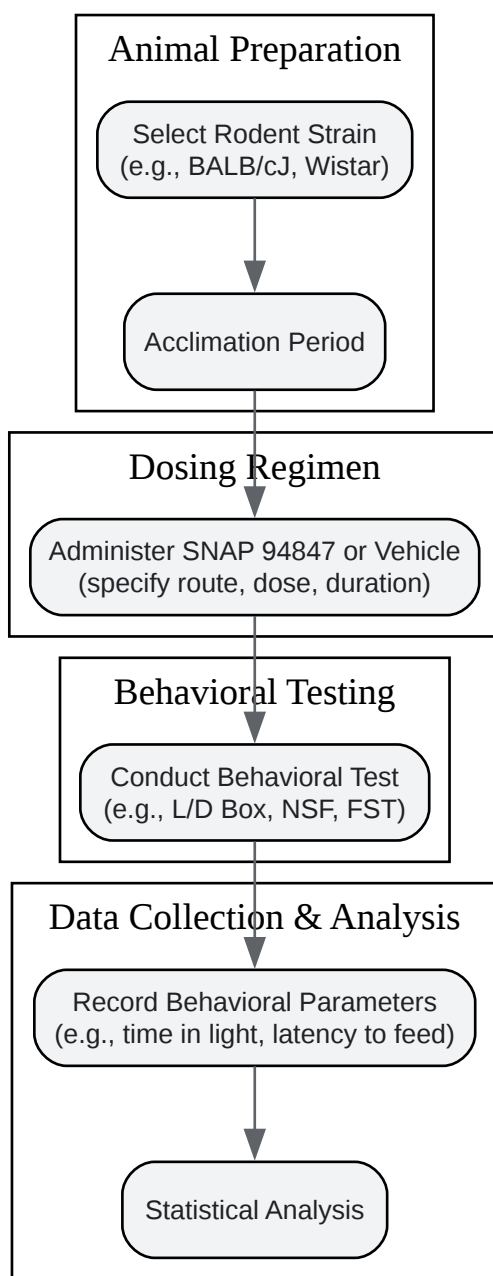 Animal Preparation
Select Rodent Strain
(e.g., BALB/cJ, Wistar)
Acclimation Period
Dosing Regimen
Administer SNAP 94847 or Vehicle
(specify route, dose, duration)
Behavioral Testing
Conduct Behavioral Test
(e.g., L/D Box, NSF, FST)
Data Collection & Analysis
Record Behavioral Parameters
(e.g., time in light, latency to feed)
Statistical Analysis